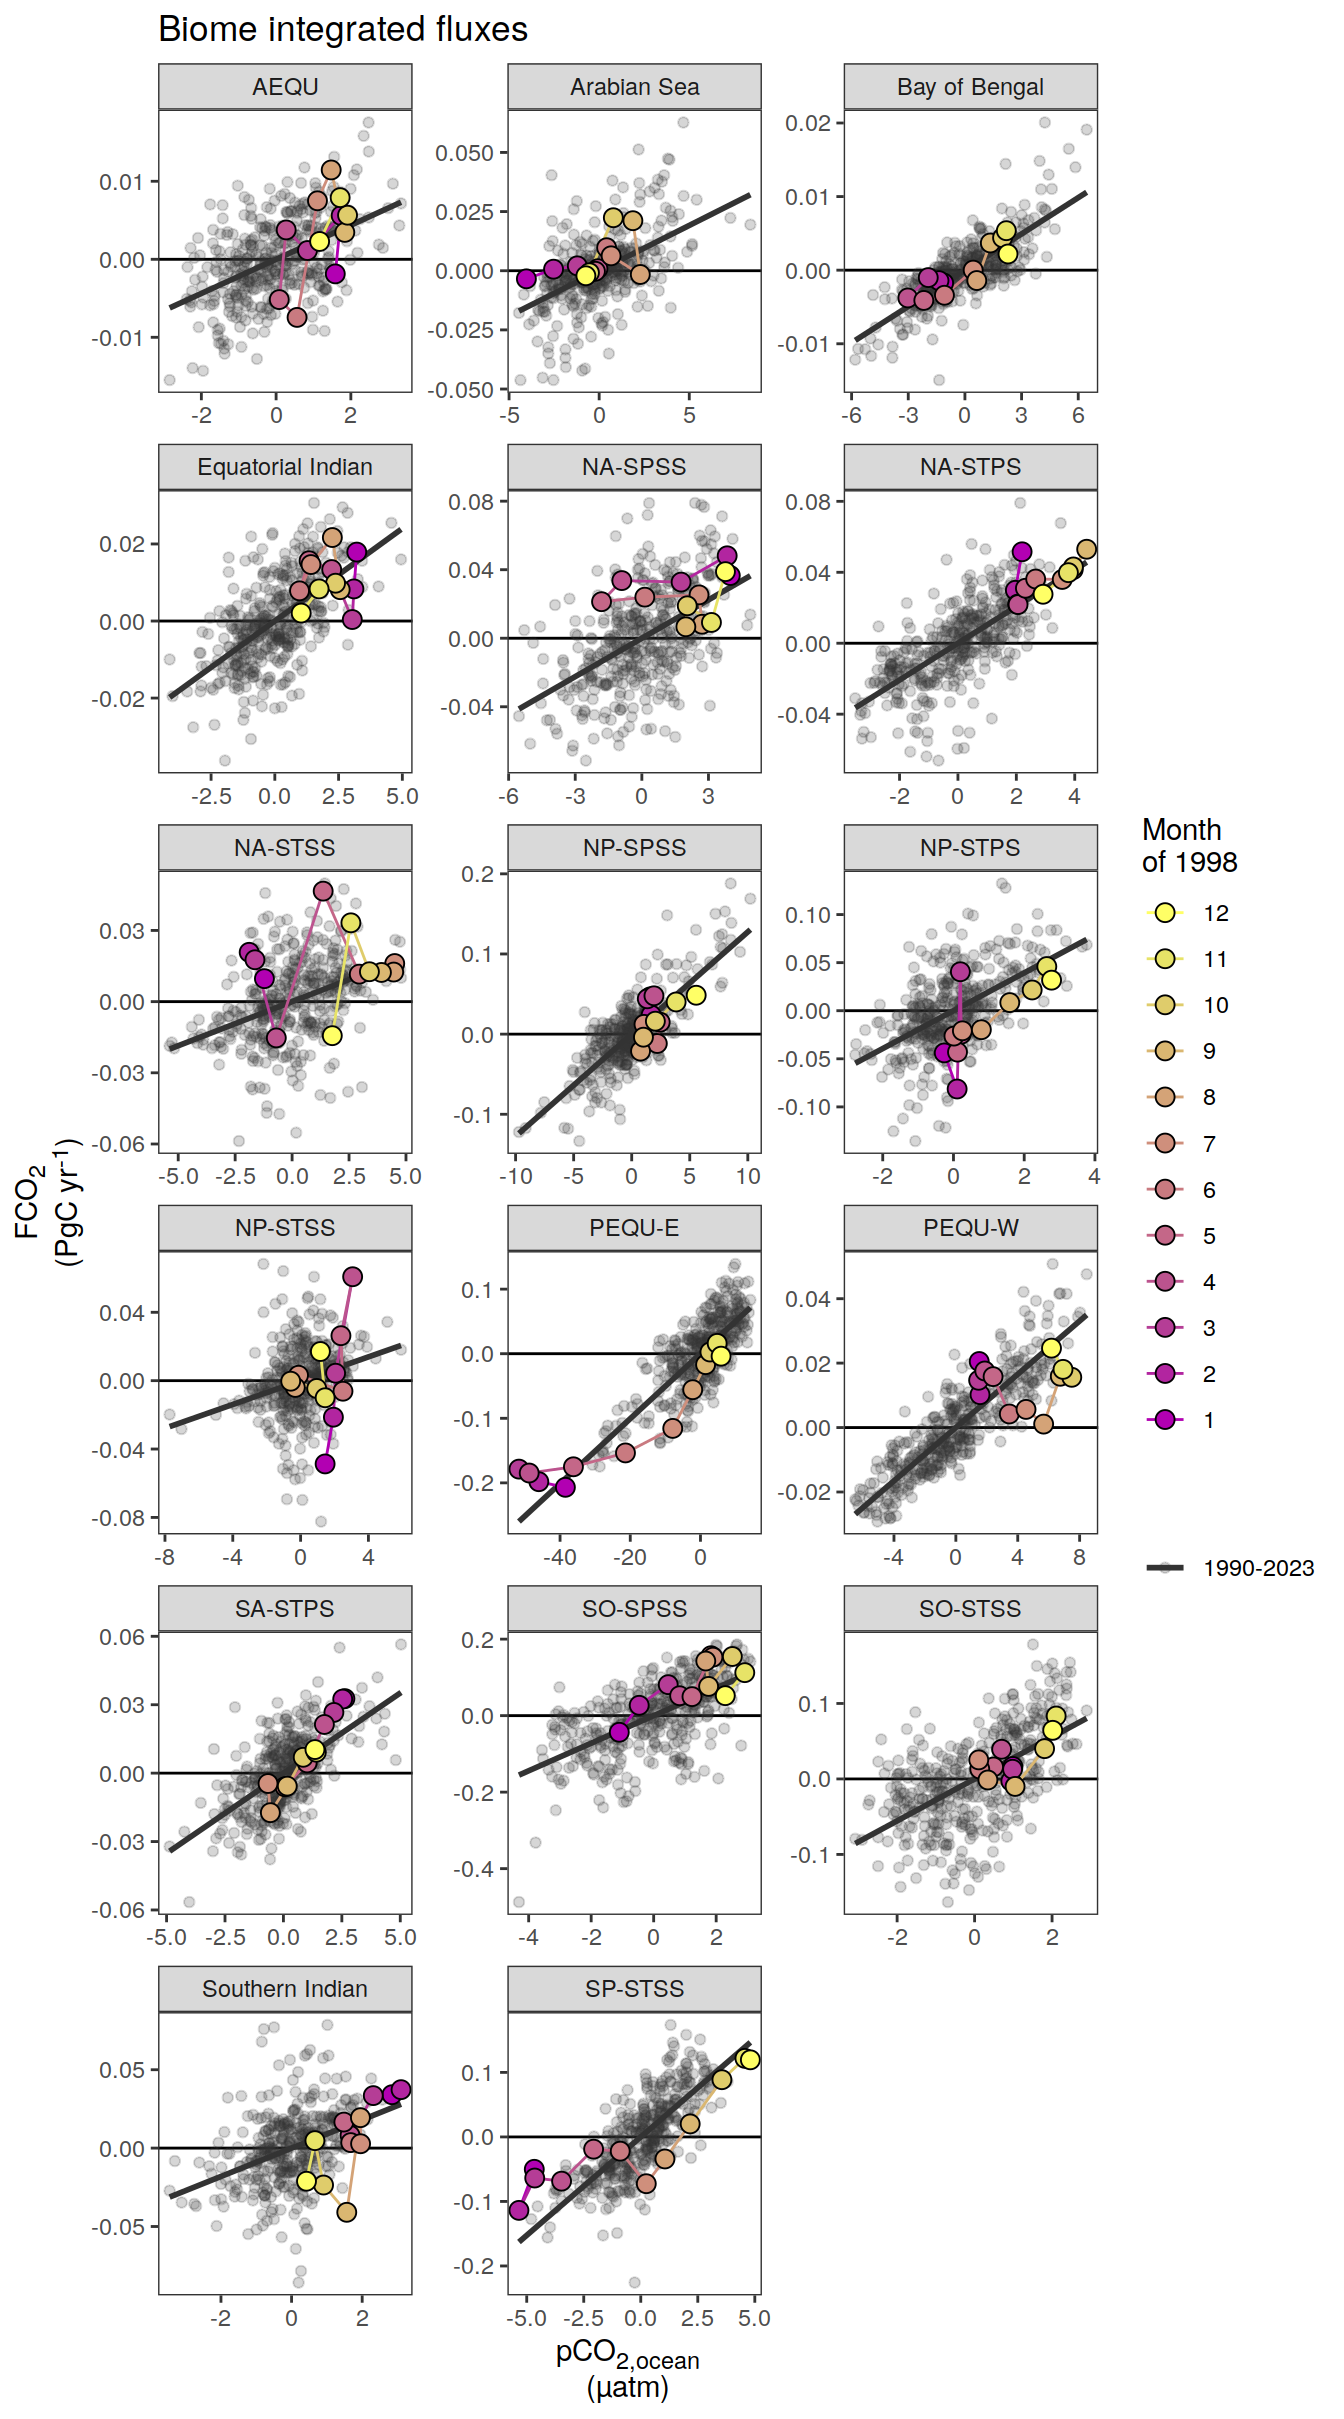 Biome integrated fluxes
AEQU
Arabian Sea
Bay of Bengal
0.01
0.00
-0.01
-2 0 2
0.050
0.025
0.000
-0.025
-0.050
-5 0 5
0.02
0.01
0.00
-0.01
-6 -3 0 3 6
Equatorial Indian
NA-SPSS
NA-STPS
0.02
0.00
-0.02
-2.5 0.0 2.5 5.0
0.08
0.04
0.00
-0.04
-6 -3 0 3
0.08
0.04
0.00
-0.04
-2 0 2 4
NA-STSS
NP-SPSS
NP-STPS
0.03
0.00
-0.03
-0.06
-5.0 -2.5 0.0 2.5 5.0
0.2
0.1
0.0
-0.1
-10 -5 0 5 10
0.10
0.05
0.00
-0.05
-0.10
-2 0 2 4
NP-STSS
PEQU-E
PEQU-W
0.04
0.00
-0.04
-0.08
-8 -4 0 4
0.1
0.0
-0.1
-0.2
-40 -20 0
0.04
0.02
0.00
-0.02
-4 0 4 8
SA-STPS
SO-SPSS
SO-STSS
0.06
0.03
0.00
-0.03
-0.06
-5.0 -2.5 0.0 2.5 5.0
0.2
0.0
-0.2
-0.4
-4 -2 0 2
0.1
0.0
-0.1
-2 0 2
Southern Indian
SP-STSS
0.05
0.00
-0.05
-2 0 2
0.1
0.0
-0.1
-0.2
-5.0 -2.5 0.0 2.5 5.0
FCO2
(PgC yr-1)
pCO2,ocean
(µatm)
Month
of 1998
12
11
10
9
8
7
6
5
4
3
2
1
1990-2023